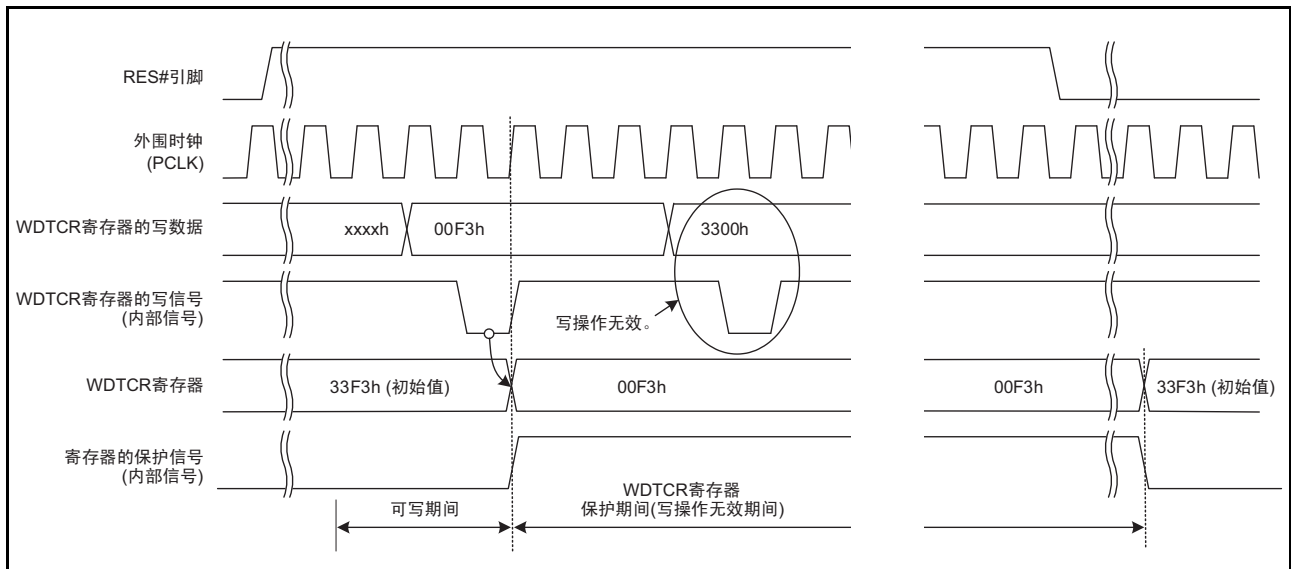 RES#引脚
外围时钟
(PCLK)
WDTCR寄存器的写数据
xxxxh
00F3h
3300h
WDTCR寄存器的写信号
(内部信号)
写操作无效。
WDTCR寄存器
33F3h (初始值)
00F3h
00F3h
33F3h (初始值)
寄存器的保护信号
(内部信号)
可写期间
WDTCR寄存器
保护期间(写操作无效期间)